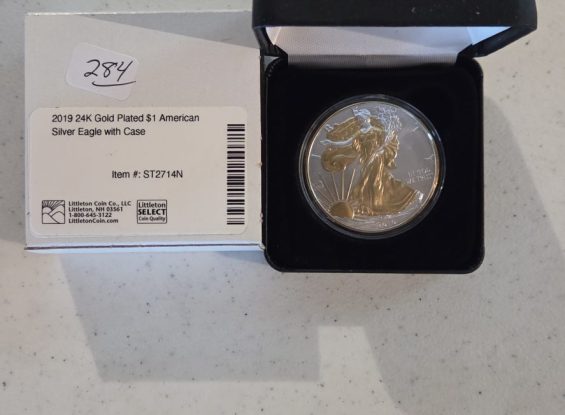 284
2019 24K Gold Plated $1 American
Silver Eagle with Case
Item #: ST2714N
Littleton Coin Co., LLC
Littleton, NH 03561
1-800-645-3122
LittletonCoin.com
Littleton
SELECT
Coin Quality